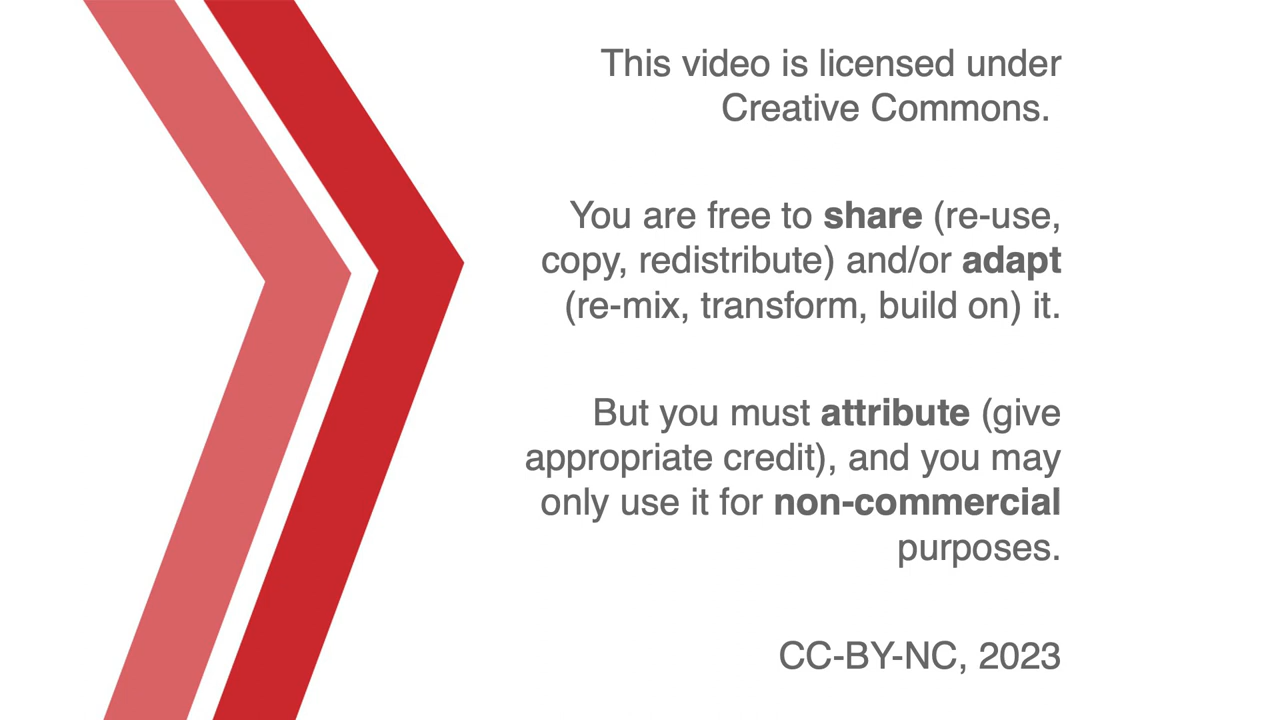 This video is licensed under
Creative Commons.
You are free to share (re-use,
copy, redistribute) and/or adapt
(re-mix, transform, build on) it.
But you must attribute (give
appropriate credit), and you may
only use it for non-commercial
purposes.
CC-BY-NC, 2023